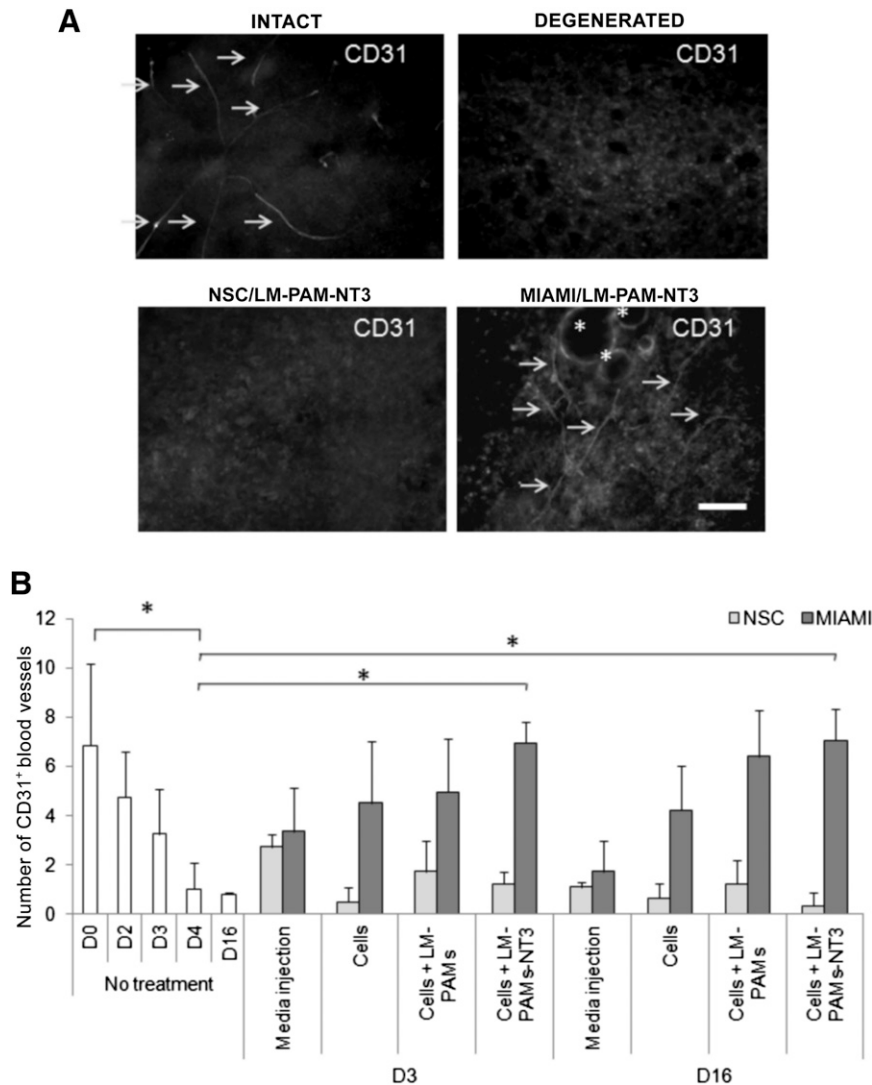 A
INTACT
DEGENERATED
CD31
CD31
NSC/LM-PAM-NT3
MIAMI/LM-PAM-NT3
CD31
CD31
*
*
*
B
Number of CD31+ blood vessels
12
10
8
6
4
2
0
*
*
*
NSC
MIAMI
D0
D2
D3
D4
D16
No treatment
Media injection
Cells
Cells + LM-
PAMs
Cells + LM-
PAMs-NT3
D3
Media injection
Cells
Cells + LM-
PAMs
Cells + LM-
PAMs-NT3
D16